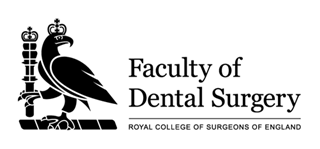 Faculty of
Dental Surgery
ROYAL COLLEGE OF SURGEONS OF ENGLAND